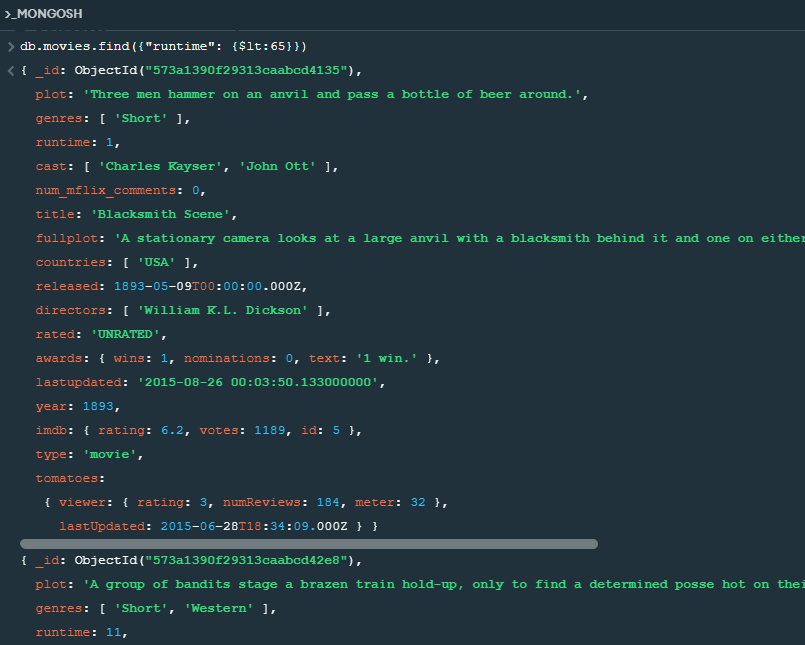 >_MONGOSH
> db.movies.find({"runtime": {$lt:65}})
< { _id: ObjectId("573a1390f29313caabcd4135"),
plot: 'Three men hammer on an anvil and pass a bottle of beer around.',
genres: [ 'Short' ],
runtime: 1,
cast: [ 'Charles Kayser', 'John Ott' ],
num_mflix_comments: 0,
title: 'Blacksmith Scene',
fullplot: 'A stationary camera looks at a large anvil with a blacksmith behind it and one on either
countries: [ 'USA' ],
released: 1893-05-09T00:00:00.000Z,
directors: [ 'William K.L. Dickson' ],
rated: 'UNRATED',
awards: { wins: 1, nominations: 0, text: '1 win.' },
lastupdated: '2015-08-26 00:03:50.133000000',
year: 1893,
imdb: { rating: 6.2, votes: 1189, id: 5 },
type: 'movie',
tomatoes:
{ viewer: { rating: 3, numReviews: 184, meter: 32 },
lastUpdated: 2015-06-28T18:34:09.000Z } }
{ _id: ObjectId("573a1390f29313caabcd42e8"),
plot: 'A group of bandits stage a brazen train hold-up, only to find a determined posse hot on thei
genres: [ 'Short', 'Western' ],
runtime: 11,